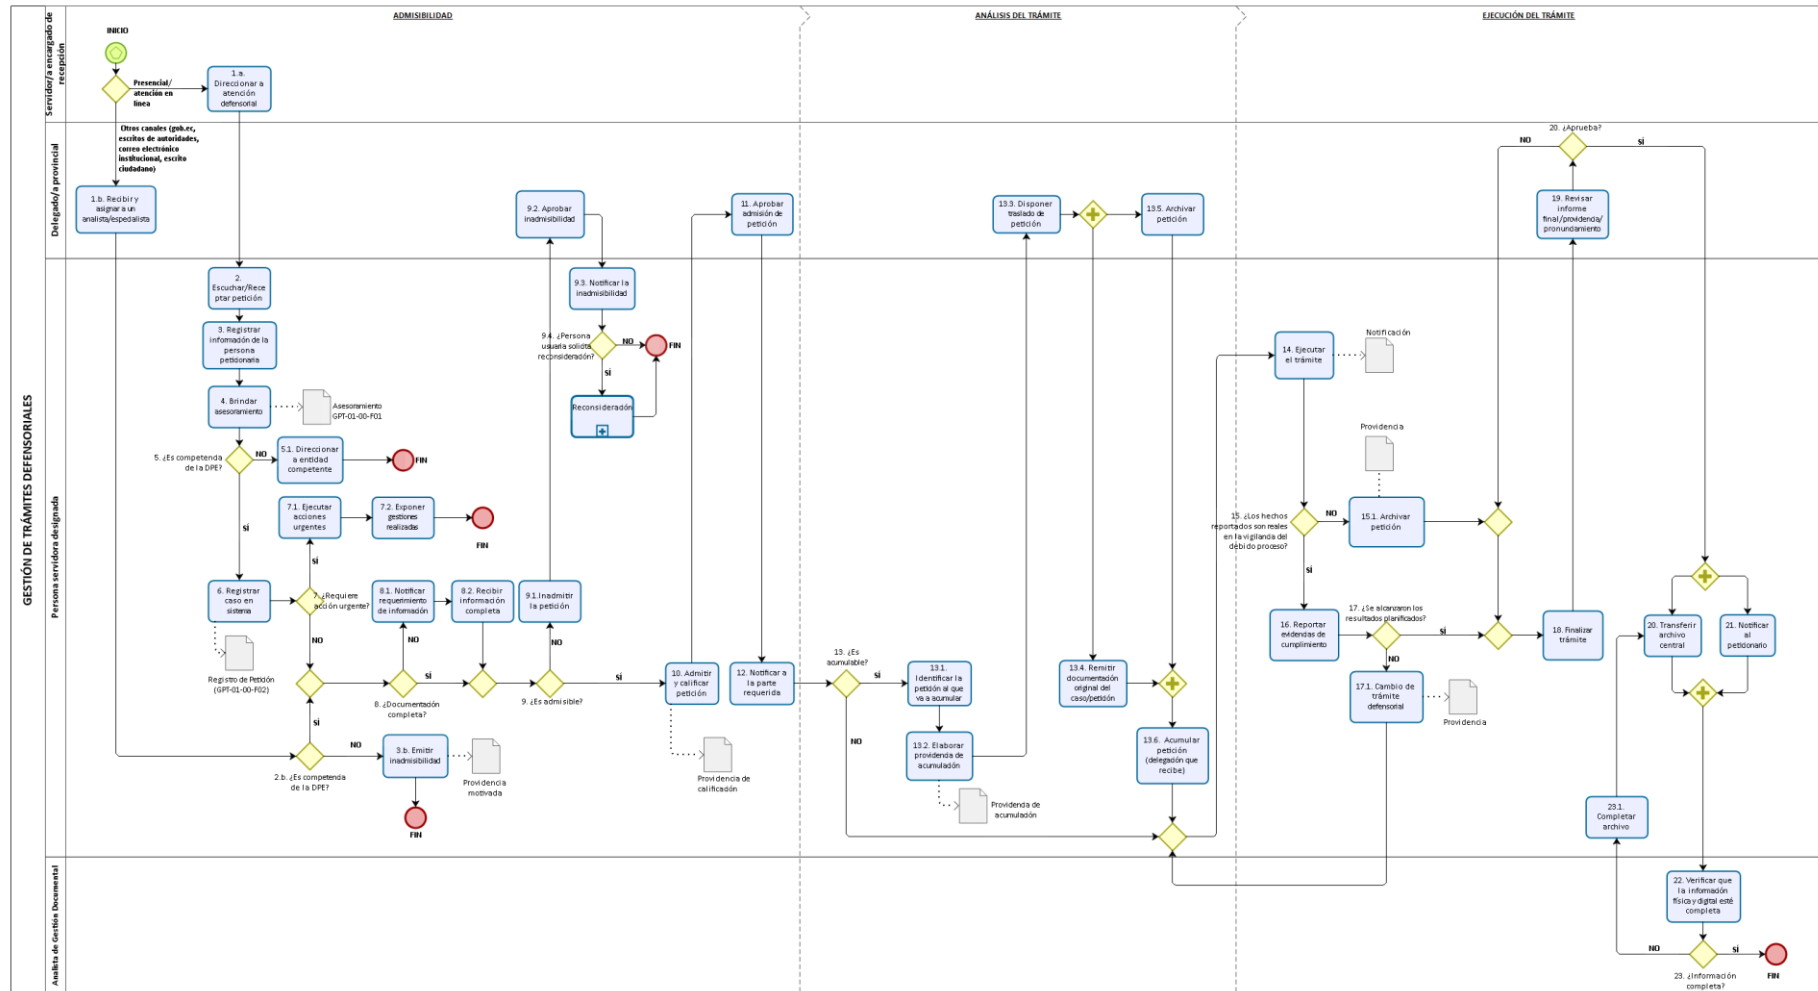 GESTIÓN DE TRÁMITES DEFENSORIALES
ADMISIBILIDAD
ANÁLISIS DEL TRÁMITE
EJECUCIÓN DEL TRÁMITE
Servidor/a encargado de
recepción
INICIO
Presencial/
atención en
línea
1.a.
Direccionar a
atención
defensorial
Delegado/a provincial
Otros canales (gob.ec,
escritos de autoridades,
correo electrónico
institucional, escrito
ciudadano)
1.b. Recibir y
asignar a un
analista/especialista
9.2. Aprobar
inadmisibilidad
11. Aprobar
admisión de
petición
13.3. Disponer
traslado de
petición
13.5. Archivar
petición
20. ¿Aprueba?
NO
sí
19. Revisar
informe
final/providencia/
pronunciamiento
Persona servidora designada
2.
Escuchar/Rece
ptar petición
3. Registrar
información de la
persona
peticionaria
4. Brindar
asesoramiento
Asesoramiento
GPT-01-00-F01
5. ¿Es competencia
de la DPE?
NO
5.1. Direccionar
a entidad
competente
FIN
sí
7.1. Ejecutar
acciones
urgentes
7.2. Exponer
gestiones
realizadas
FIN
sí
6. Registrar
caso en
sistema
7. ¿Requiere
acción urgente?
NO
Registro de Petición
(GPT-01-00-F02)
8.1. Notificar
requerimiento
de información
8.2. Recibir
información
completa
NO
sí
8. ¿Documentación
completa?
sí
2.b. ¿Es competencia
de la DPE?
NO
3.b. Emitir
inadmisibilidad
Providencia
motivada
FIN
9.3. Notificar la
inadmisibilidad
9.4. ¿Persona
usuaria solicita
reconsideración?
NO
FIN
sí
Reconsideración
9.1. Inadmitir
la petición
NO
9. ¿Es admisible?
sí
10. Admitir
y calificar
petición
Providencia de
calificación
12. Notificar a
la parte
requerida
13. ¿Es
acumulable?
sí
NO
13.1.
Identificar la
petición al que
va a acumular
13.2. Elaborar
providencia de
acumulación
Providencia de
acumulación
13.4. Remitir
documentación
original del
caso/petición
13.6. Acumular
petición
(delegación que
recibe)
14. Ejecutar
el trámite
Notificación
Providencia
15. ¿Los hechos
reportados son reales
en la vigilancia del
debido proceso?
NO
15.1. Archivar
petición
sí
16. Reportar
evidencias de
cumplimiento
17. ¿Se alcanzaron los
resultados planificados?
sí
NO
17.1. Cambio de
trámite
defensorial
Providencia
18. Finalizar
trámite
20. Transferir
archivo
central
21. Notificar
al
peticionario
23.1.
Completar
archivo
Analista de Gestión Documental
22. Verificar que
la información
física y digital esté
completa
NO
sí
FIN
23. ¿Información
completa?